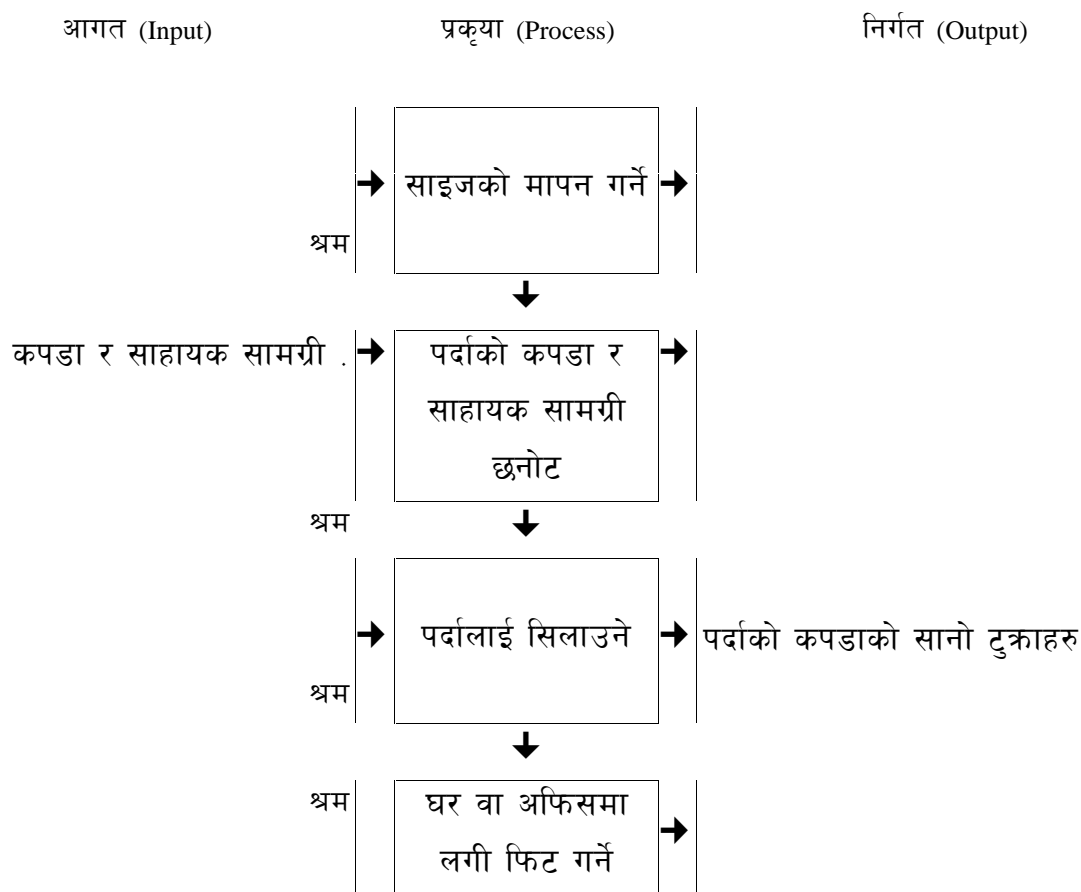 आगत (Input) प्रकृया (Process) निर्गत (Output)
साइजको मापन गर्ने
श्रम
कपडा र साहायक सामग्री . पर्दाको कपडा र
साहायक सामग्री
छनोट
श्रम
पर्दालाई सिलाउने पर्दाको कपडाको सानो टुक्राहरु
श्रम
श्रम घर वा अफिसमा
लगी फिट गर्ने